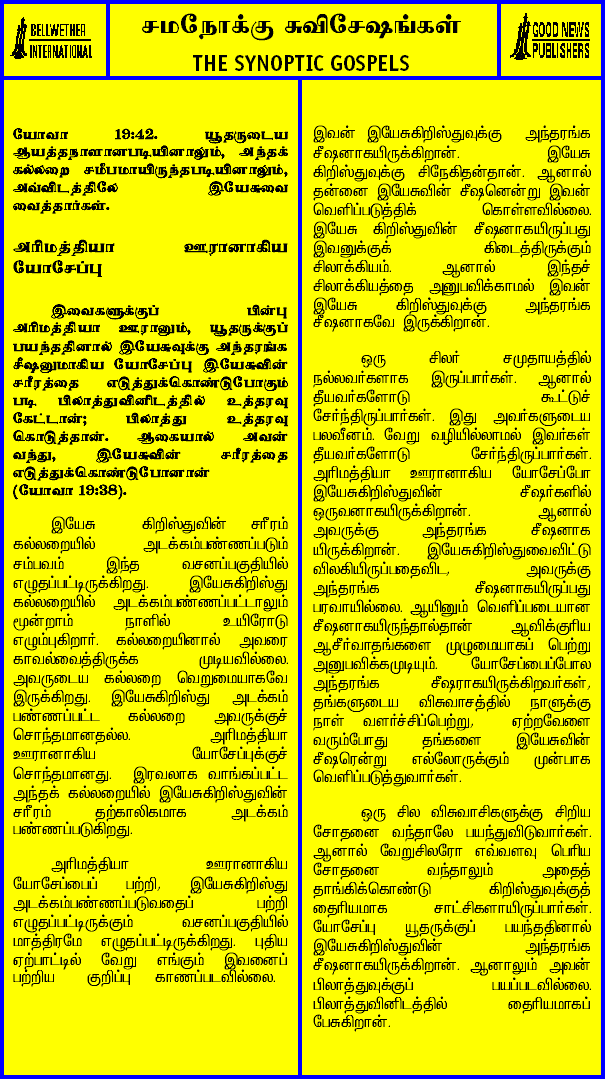 BELLWETHER
INTERNATIONAL
சமநோக்கு சுவிசேஷங்கள்
THE SYNOPTIC GOSPELS
GOOD NEWS
PUBLISHERS
யோவா 19:42. யூதருடைய
ஆயத்தநாளானபடியினாலும், அந்தக்
கல்லறை சமீபமாயிருந்தபடியினாலும்,
அவ்விடத்திலே இயேசுவை
வைத்தார்கள்.
அரிமத்தியா ஊரானாகிய
யோசேப்பு
இவைகளுக்குப் பின்பு
அரிமத்தியா ஊரானும், யூதருக்குப்
பயந்ததினால் இயேசுவுக்கு அந்தரங்க
சீஷனுமாகிய யோசேப்பு இயேசுவின்
சரீரத்தை எடுத்துக்கொண்டுபோகும்
படி பிலாத்துவினிடத்தில் உத்தரவு
கேட்டான்; பிலாத்து உத்தரவு
கொடுத்தான். ஆகையால் அவன்
வந்து, இயேசுவின் சரீரத்தை
எடுத்துக்கொண்டுபோனான்
(யோவா 19:38).
இயேசு கிறிஸ்துவின் சரீரம்
கல்லறையில் அடக்கம்பண்ணப்படும்
சம்பவம் இந்த வசனப்பகுதியில்
எழுதப்பட்டிருக்கிறது. இயேசுகிறிஸ்து
கல்லறையில் அடக்கம்பண்ணப்பட்டாலும்
மூன்றாம் நாளில் உயிரோடு
எழும்புகிறார். கல்லறையினால் அவரை
காவல்வைத்திருக்க முடியவில்லை.
அவருடைய கல்லறை வெறுமையாகவே
இருக்கிறது. இயேசுகிறிஸ்து அடக்கம்
பண்ணப்பட்ட கல்லறை அவருக்குச்
சொந்தமானதல்ல. அரிமத்தியா
ஊரானாகிய யோசேப்புக்குச்
சொந்தமானது. இரவலாக வாங்கப்பட்ட
அந்தக் கல்லறையில் இயேசுகிறிஸ்துவின்
சரீரம் தற்காலிகமாக அடக்கம்
பண்ணப்படுகிறது.
அரிமத்தியா ஊரானாகிய
யோசேப்பைப் பற்றி, இயேசுகிறிஸ்து
அடக்கம்பண்ணப்படுவதைப் பற்றி
எழுதப்பட்டிருக்கும் வசனப்பகுதியில்
மாத்திரமே எழுதப்பட்டிருக்கிறது. புதிய
ஏற்பாட்டில் வேறு எங்கும் இவனைப்
பற்றிய குறிப்பு காணப்படவில்லை.
இவன் இயேசுகிறிஸ்துவுக்கு அந்தரங்க
சீஷனாகயிருக்கிறான். இயேசு
கிறிஸ்துவுக்கு சிநேகிதன்தான். ஆனால்
தன்னை இயேசுவின் சீஷனென்று இவன்
வெளிப்படுத்திக் கொள்ளவில்லை.
இயேசு கிறிஸ்துவின் சீஷனாகயிருப்பது
இவனுக்குக் கிடைத்திருக்கும்
சிலாக்கியம். ஆனால் இந்தச்
சிலாக்கியத்தை அனுபவிக்காமல் இவன்
இயேசு கிறிஸ்துவுக்கு அந்தரங்க
சீஷனாகவே இருக்கிறான்.
ஒரு சிலர் சமுதாயத்தில்
நல்லவர்களாக இருப்பார்கள். ஆனால்
தீயவர்களோடு கூட்டுச்
சேர்ந்திருப்பார்கள். இது அவர்களுடைய
பலவீனம். வேறு வழியில்லாமல் இவர்கள்
தீயவர்களோடு சேர்ந்திருப்பார்கள்.
அரிமத்தியா ஊரானாகிய யோசேப்போ
இயேசுகிறிஸ்துவின் சீஷர்களில்
ஒருவனாகயிருக்கிறான். ஆனால்
அவருக்கு அந்தரங்க சீஷனாக
யிருக்கிறான். இயேசுகிறிஸ்துவைவிட்டு
விலகியிருப்பதைவிட, அவருக்கு
அந்தரங்க சீஷனாகயிருப்பது
பரவாயில்லை. ஆயினும் வெளிப்படையான
சீஷனாகயிருந்தால்தான் ஆவிக்குரிய
ஆசீர்வாதங்களை முழுமையாகப் பெற்று
அனுபவிக்கமுடியும். யோசேப்பைப்போல
அந்தரங்க சீஷராகயிருக்கிறவர்கள்,
தங்களுடைய விசுவாசத்தில் நாளுக்கு
நாள் வளர்ச்சிப்பெற்று, ஏற்றவேளை
வரும்போது தங்களை இயேசுவின்
சீஷரென்று எல்லோருக்கும் முன்பாக
வெளிப்படுத்துவார்கள்.
ஒரு சில விசுவாசிகளுக்கு சிறிய
சோதனை வந்தாலே பயந்துவிடுவார்கள்.
ஆனால் வேறுசிலரோ எவ்வளவு பெரிய
சோதனை வந்தாலும் அதைத்
தாங்கிக்கொண்டு கிறிஸ்துவுக்குத்
தைரியமாக சாட்சிகளாயிருப்பார்கள்.
யோசேப்பு யூதருக்குப் பயந்ததினால்
இயேசுகிறிஸ்துவின் அந்தரங்க
சீஷனாகயிருக்கிறான். ஆனாலும் அவன்
பிலாத்துவுக்குப் பயப்படவில்லை.
பிலாத்துவினிடத்தில் தைரியமாகப்
பேசுகிறான்.